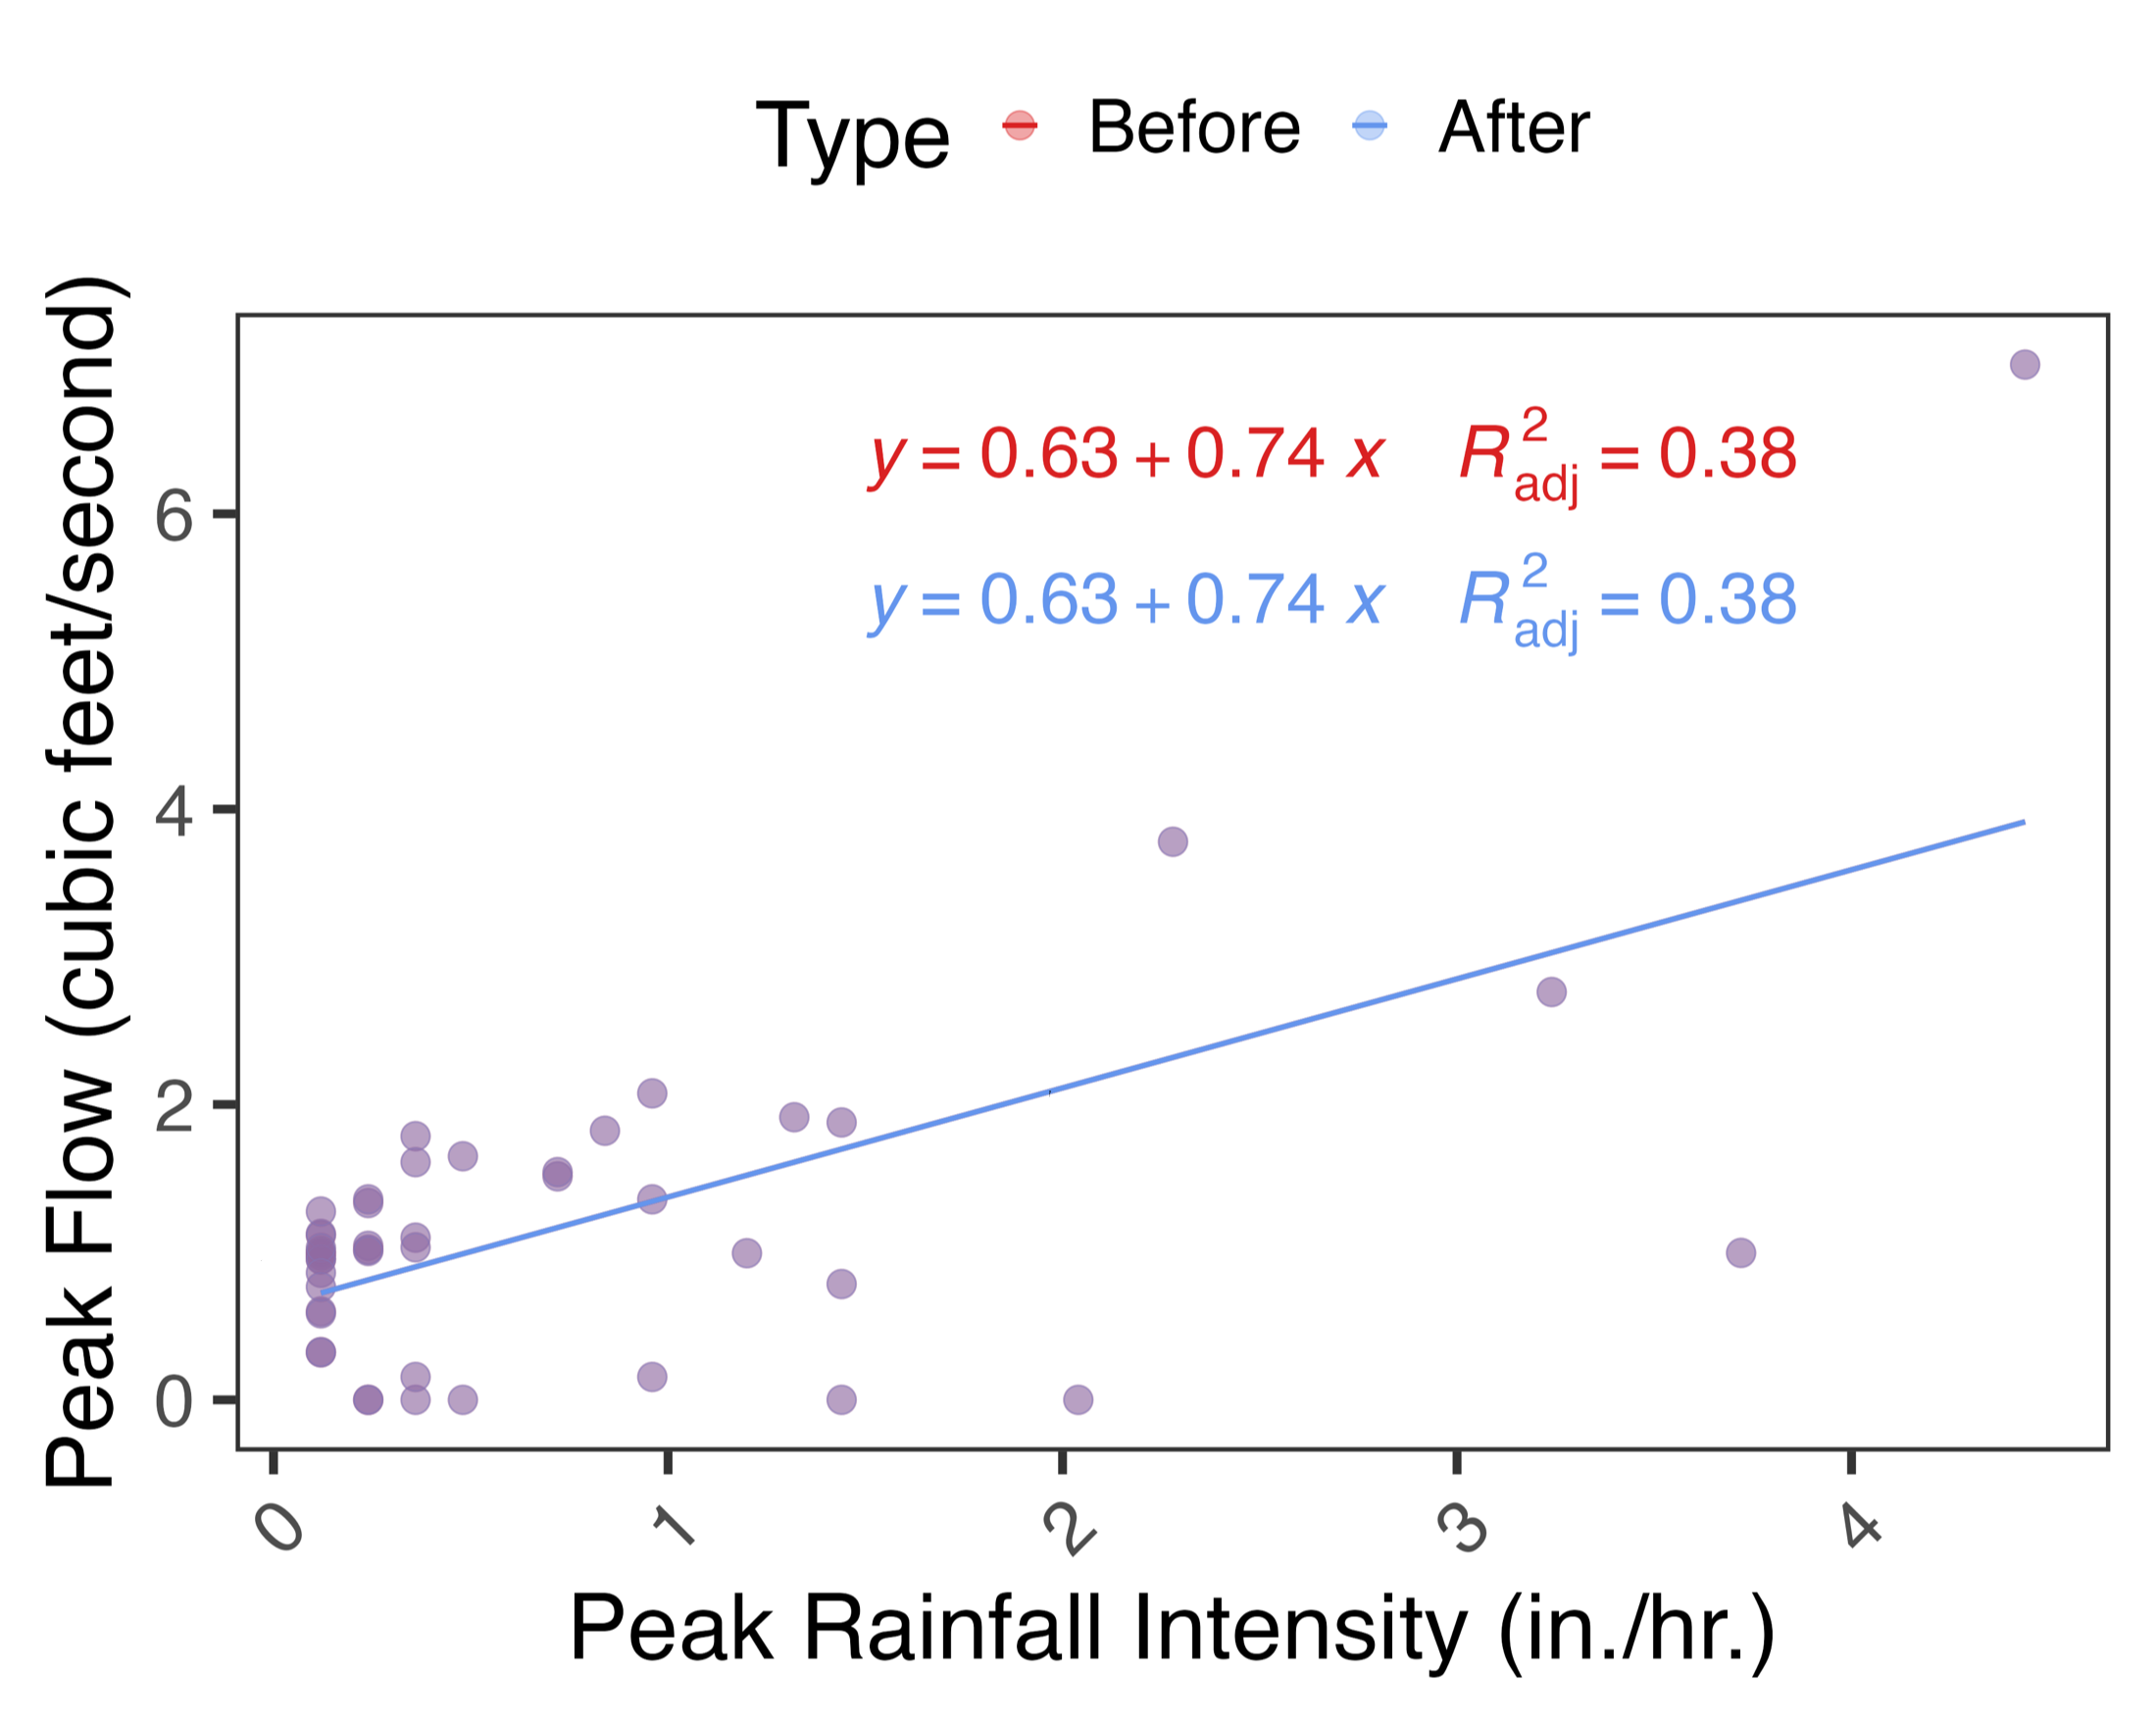 Type Before After
Peak Flow (cubic feet/second)
6
4
2
0
y = 0.63 + 0.74 x R²adj = 0.38
y = 0.63 + 0.74 x R²adj = 0.38
0 1 2 3 4
Peak Rainfall Intensity (in./hr.)